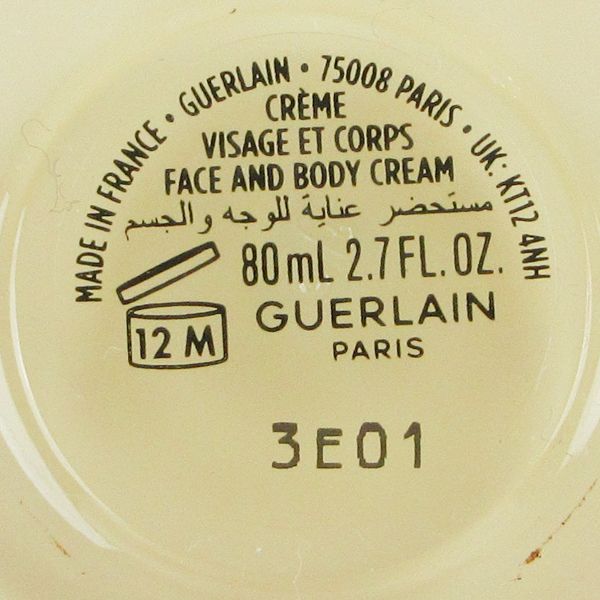 MADE IN FRANCE • GUERLAIN • 75008 PARIS • UK: KT12 4NH
CRÈME
VISAGE ET CORPS
FACE AND BODY CREAM
مستحضر عناية للوجه والجسم
80 mL 2.7 FL. OZ.
12 M
GUERLAIN
PARIS
3E01